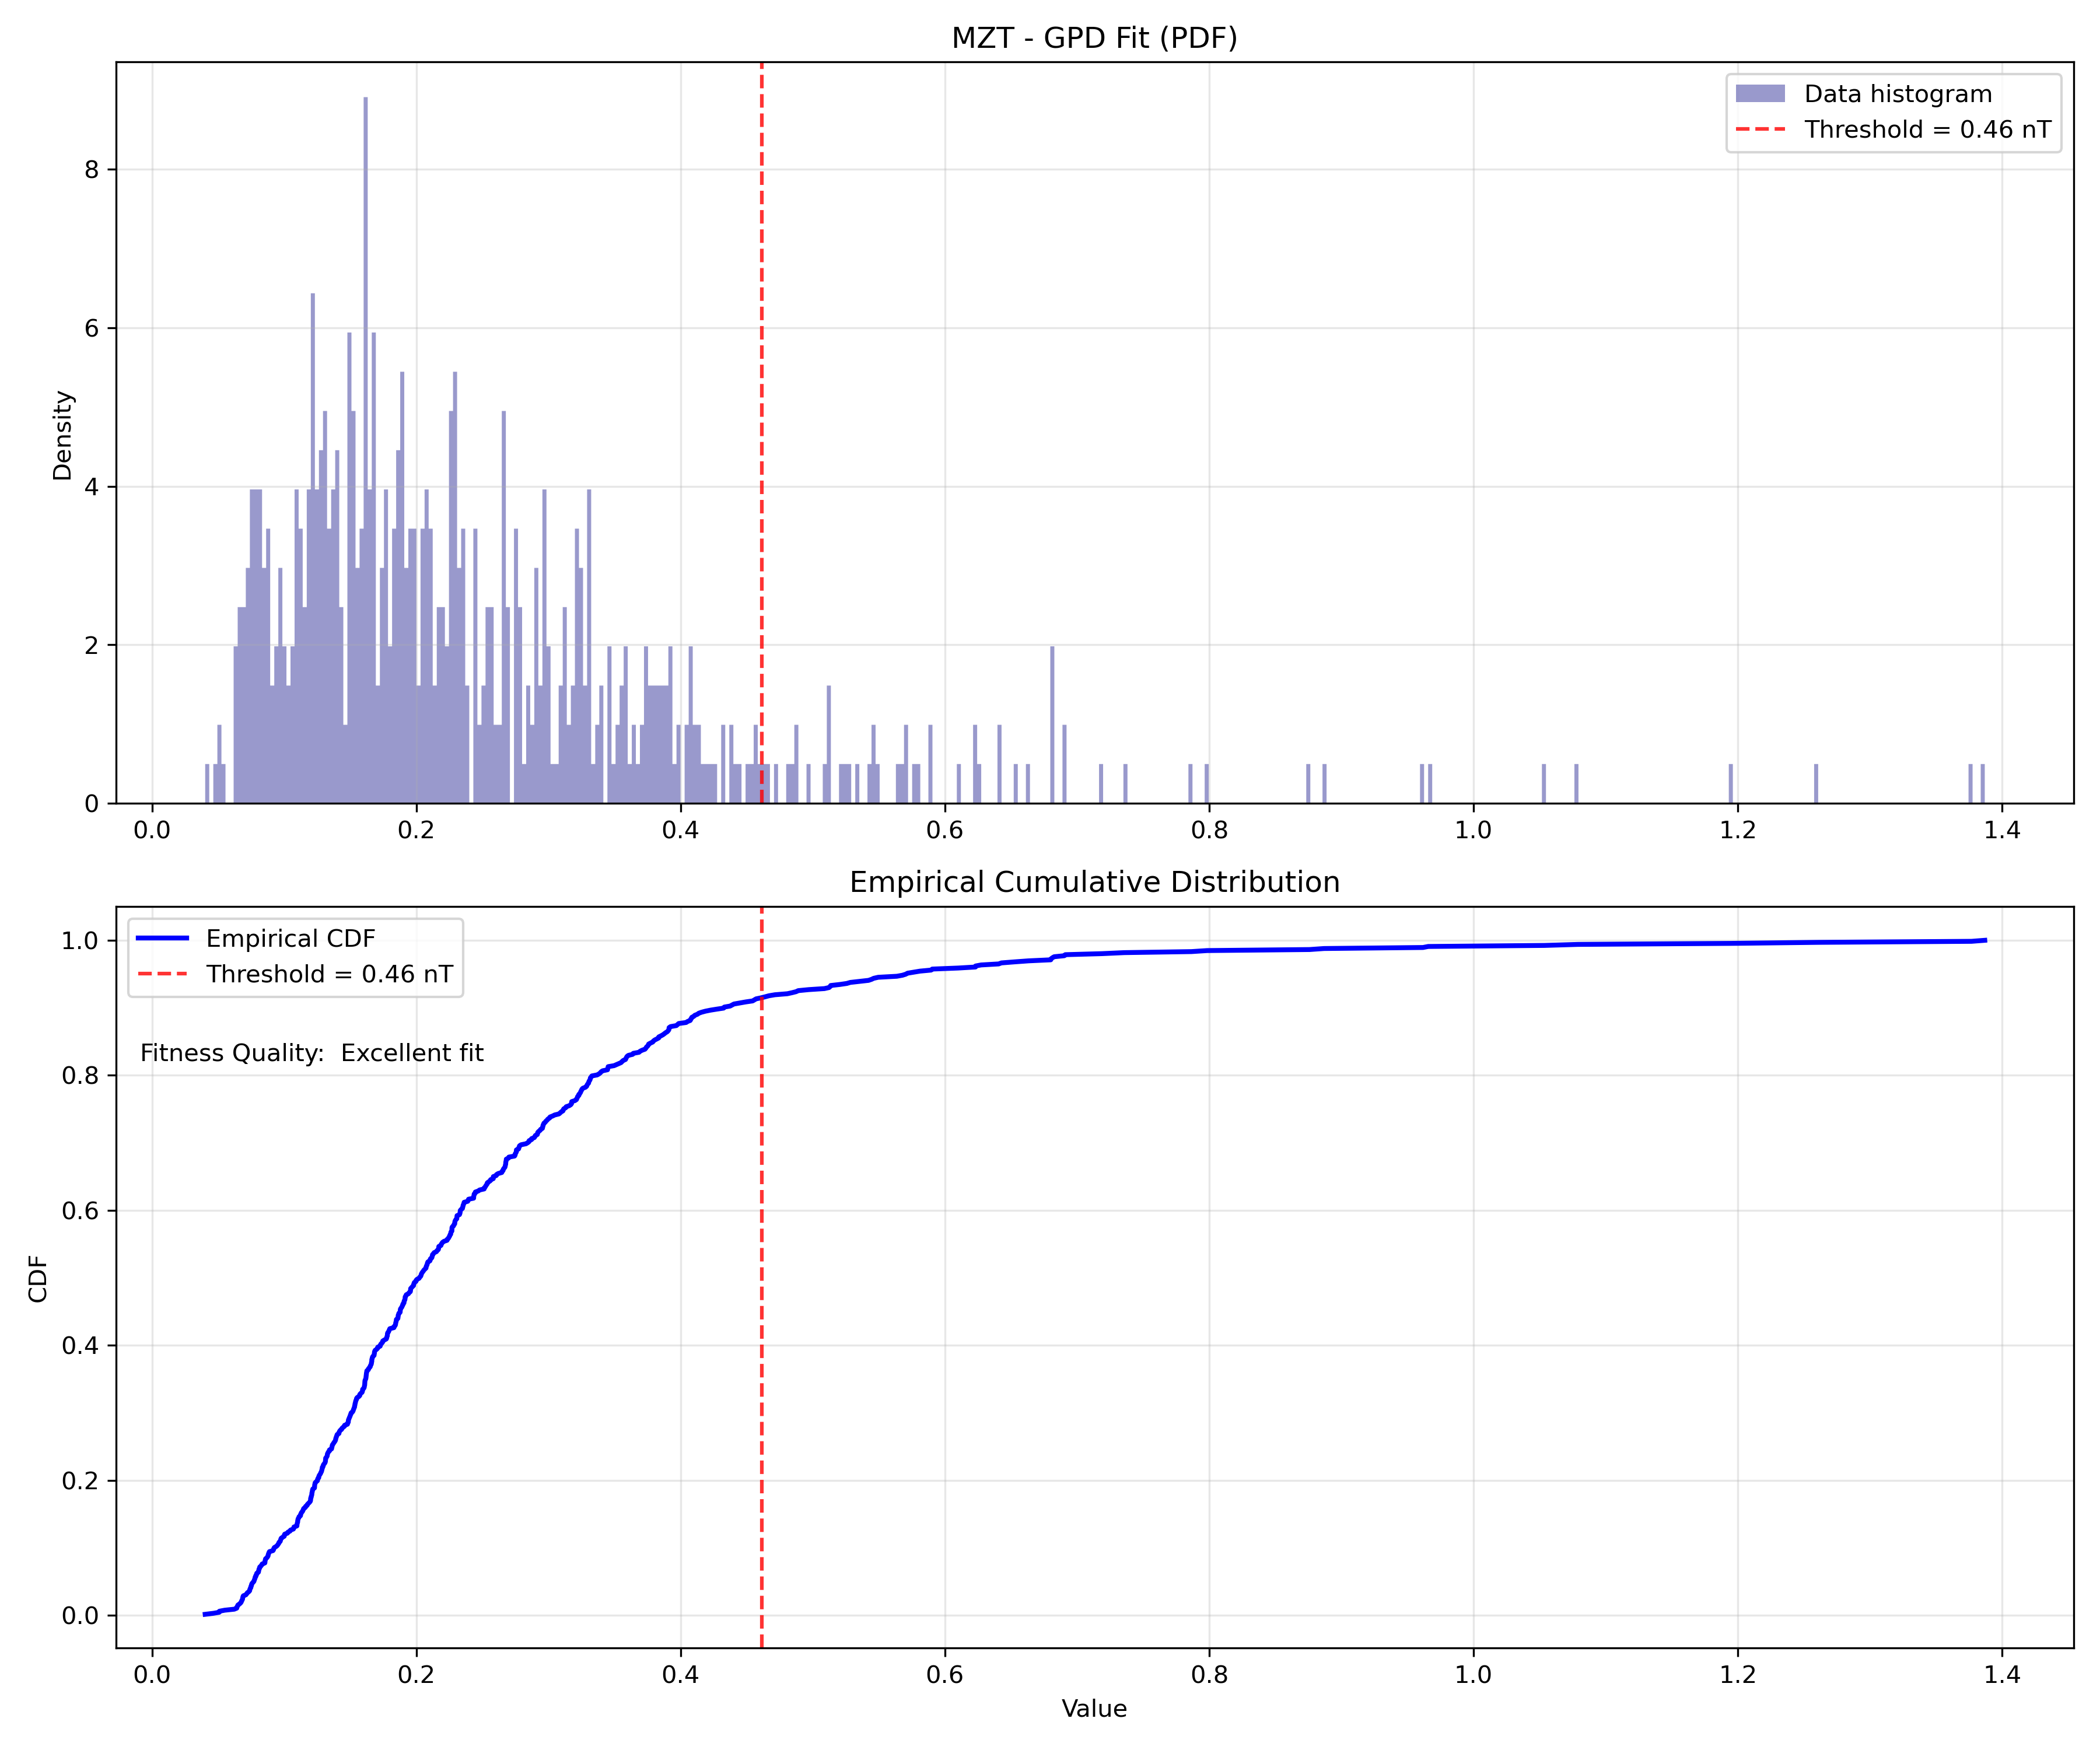 MZT - GPD Fit (PDF)
Data histogram
Threshold = 0.46 nT
Density
8
6
4
2
0
0.0 0.2 0.4 0.6 0.8 1.0 1.2 1.4
Empirical Cumulative Distribution
Empirical CDF
Threshold = 0.46 nT
Fitness Quality:  Excellent fit
CDF
1.0
0.8
0.6
0.4
0.2
0.0
0.0 0.2 0.4 0.6 0.8 1.0 1.2 1.4
Value